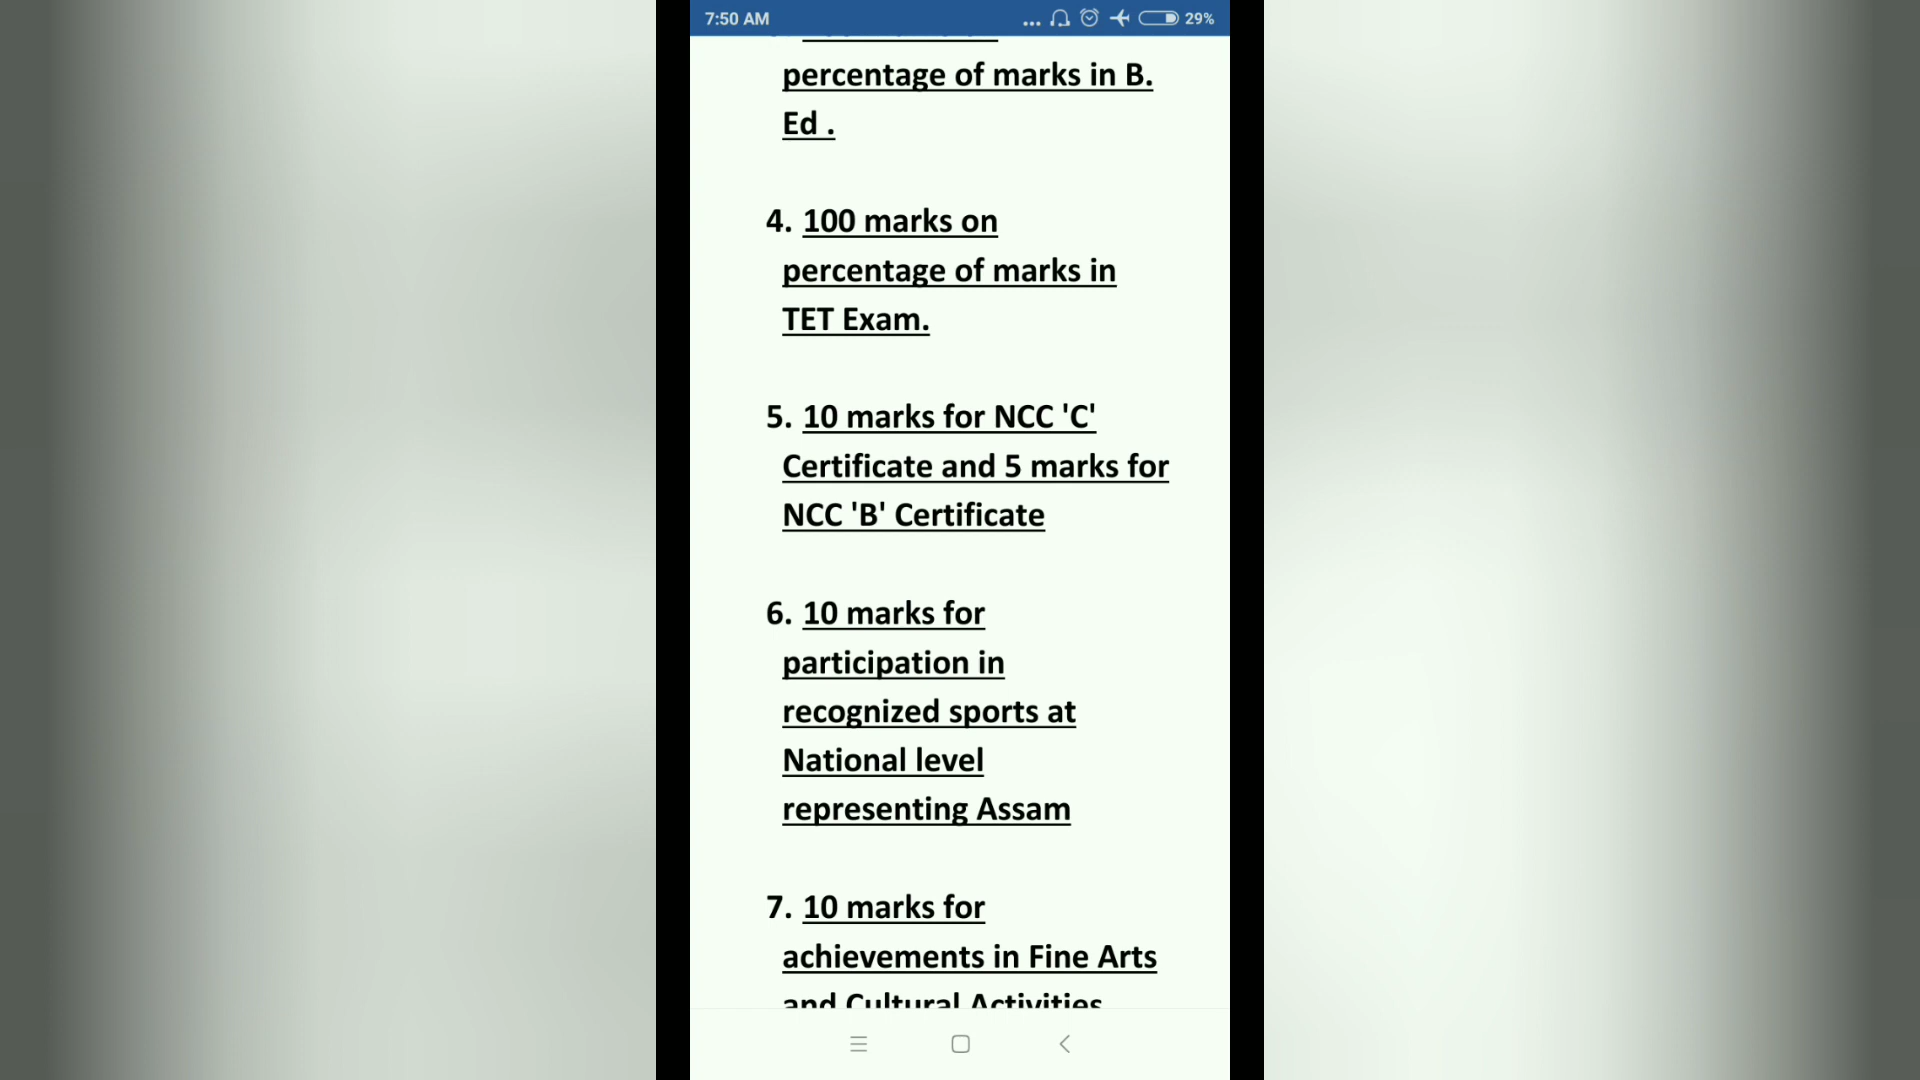 7:50 AM
29%
percentage of marks in B.
Ed .
4. 100 marks on
percentage of marks in
TET Exam.
5. 10 marks for NCC 'C'
Certificate and 5 marks for
NCC 'B' Certificate
6. 10 marks for
participation in
recognized sports at
National level
representing Assam
7. 10 marks for
achievements in Fine Arts
and Cultural Activities